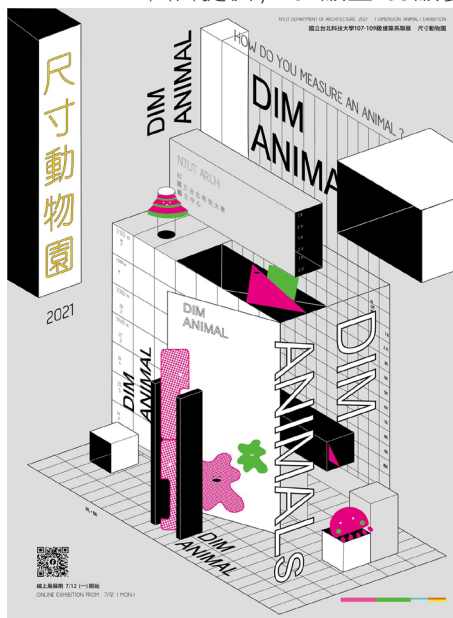 NTUT DEPARTMENT OF ARCHITECTURE, 2021 / DIMENSION ANIMAL / EXHIBITION
國立台北科技大學107-109級建築系聯展 尺寸動物園
HOW DO YOU MEASURE AN ANIMAL ?
尺寸動物園
2021
DIM
ANIMAL
DIM
ANIMA
NTUT ARCH
DIM
ANIMAL
DIM
ANIMAL
DIM
ANIMALS
DIM
ANIMAL
線上展展期 7/12 (一) 開始
ONLINE EXHIBITION FROM 7/12 ( MON )